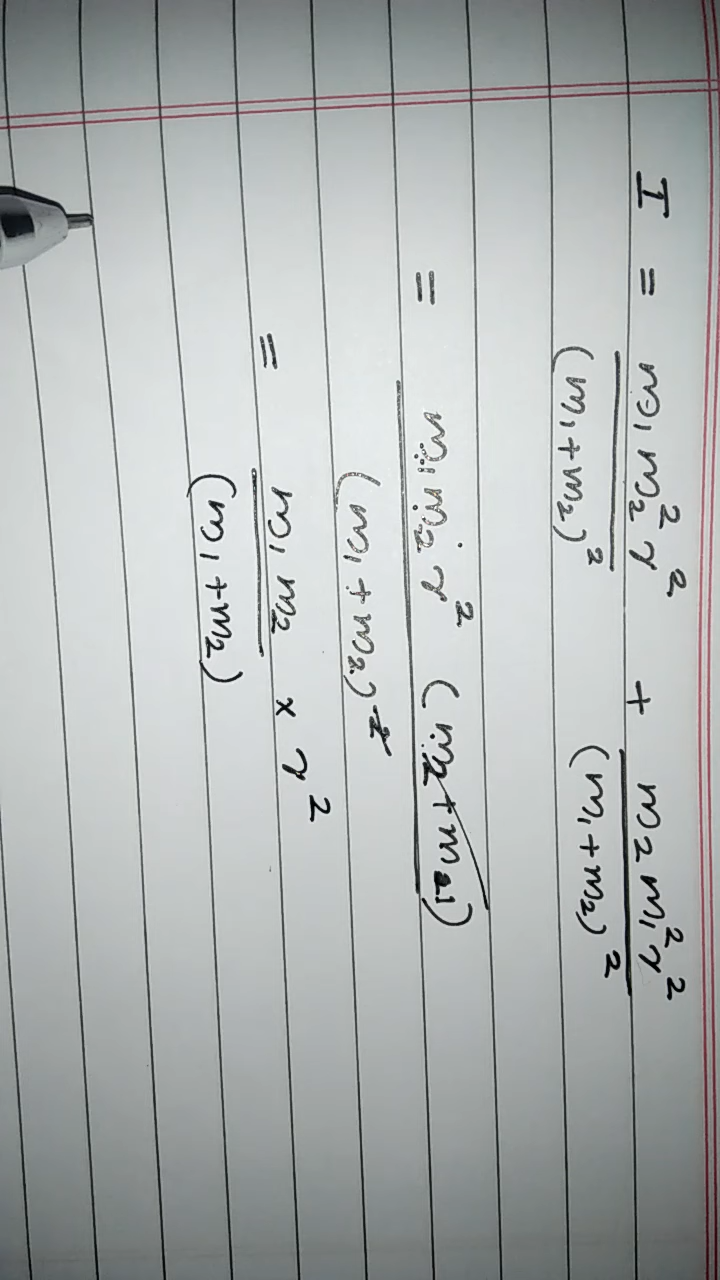 I = m₁m₂²r²/(m₁+m₂)² + m₂m₁²r²/(m₁+m₂)²
= m₁m₂r²(m₂+m₁)/(m₁+m₂)²
= m₁m₂/(m₁+m₂) × r²